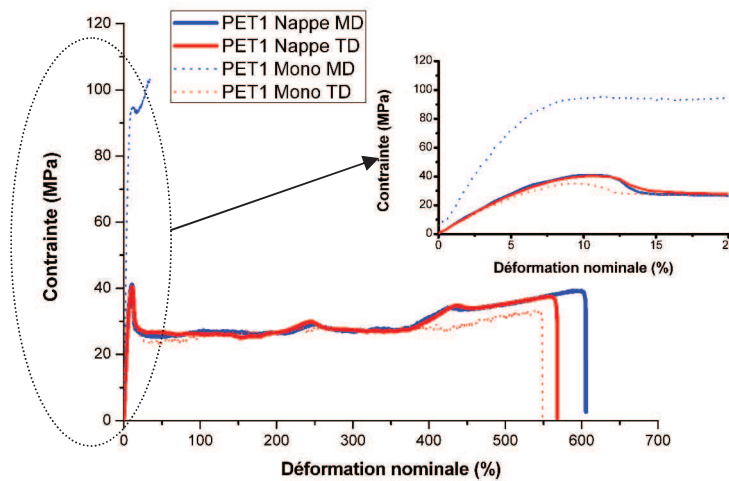 PET1 Nappe MD
PET1 Nappe TD
PET1 Mono MD
PET1 Mono TD
Contrainte (MPa)
120
100
80
60
40
20
0
0 100 200 300 400 500 600 700
Déformation nominale (%)
Contrainte (MPa)
120
100
80
60
40
20
0
0 5 10 15 20
Déformation nominale (%)